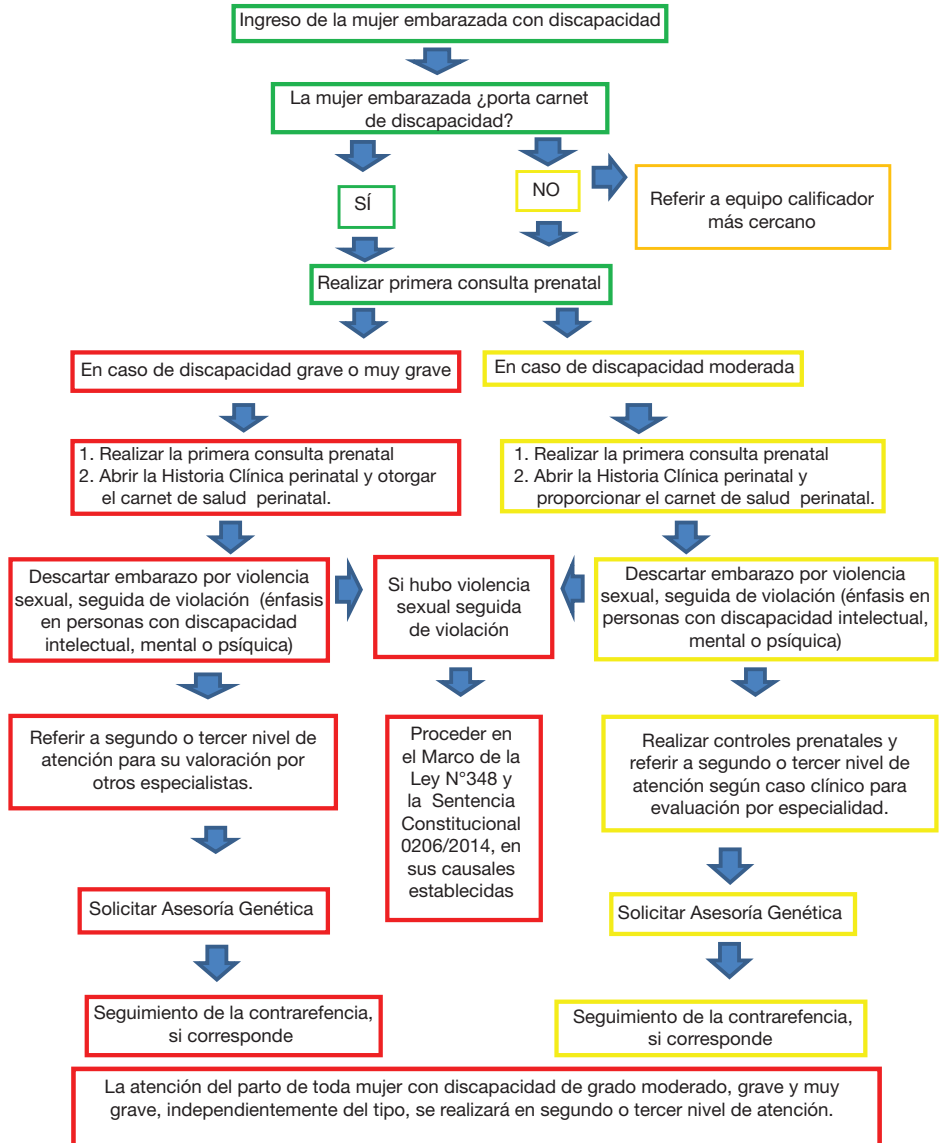 Ingreso de la mujer embarazada con discapacidad
La mujer embarazada ¿porta carnet
de discapacidad?
SÍ
NO
Referir a equipo calificador
más cercano
Realizar primera consulta prenatal
En caso de discapacidad grave o muy grave
En caso de discapacidad moderada
1. Realizar la primera consulta prenatal
2. Abrir la Historia Clínica perinatal y otorgar
el carnet de salud perinatal.
1. Realizar la primera consulta prenatal
2. Abrir la Historia Clínica perinatal y
proporcionar el carnet de salud perinatal.
Descartar embarazo por violencia
sexual, seguida de violación (énfasis
en personas con discapacidad
intelectual, mental o psíquica)
Si hubo violencia
sexual seguida
de violación
Descartar embarazo por violencia
sexual, seguida de violación (énfasis en
personas con discapacidad intelectual,
mental o psíquica)
Referir a segundo o tercer nivel de
atención para su valoración por
otros especialistas.
Proceder en
el Marco de la
Ley N°348 y
la Sentencia
Constitucional
0206/2014, en
sus causales
establecidas
Realizar controles prenatales y
referir a segundo o tercer nivel de
atención según caso clínico para
evaluación por especialidad.
Solicitar Asesoría Genética
Solicitar Asesoría Genética
Seguimiento de la contrarefencia,
si corresponde
Seguimiento de la contrarefencia,
si corresponde
La atención del parto de toda mujer con discapacidad de grado moderado, grave y muy
grave, independientemente del tipo, se realizará en segundo o tercer nivel de atención.